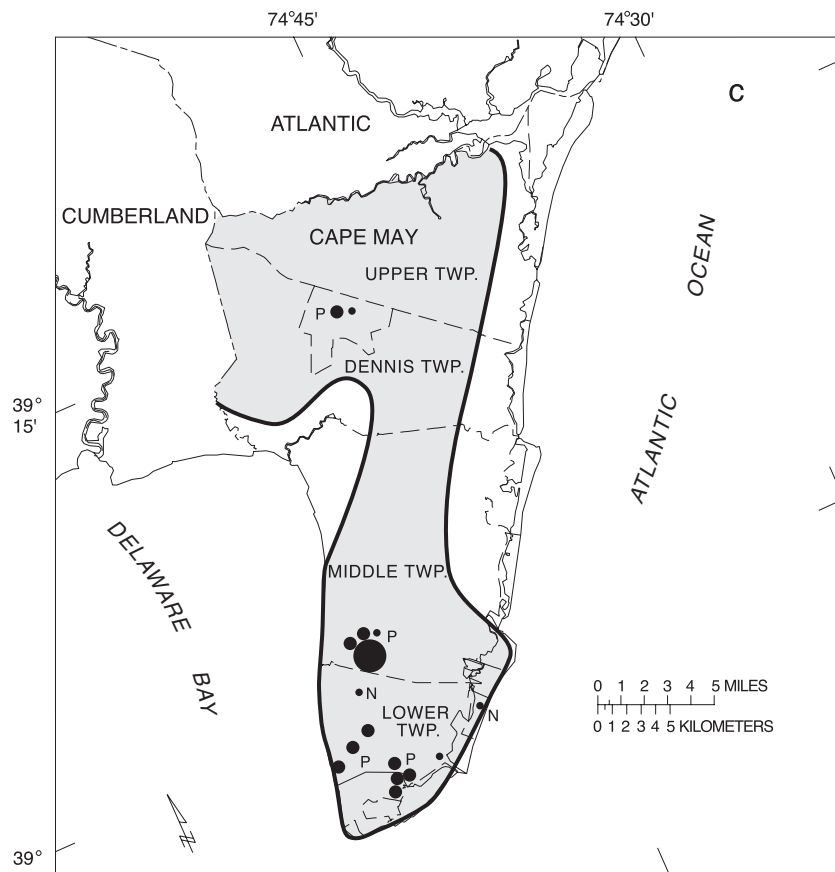 74°45' 74°30'
C
ATLANTIC
CUMBERLAND
CAPE MAY
OCEAN
UPPER TWP.
P
DENNIS TWP.
39°
15'
ATLANTIC
DELAWARE
BAY
MIDDLE TWP.
P
N
LOWER
TWP.
N
P P
0 1 2 3 4 5 MILES
0 1 2 3 4 5 KILOMETERS
39°